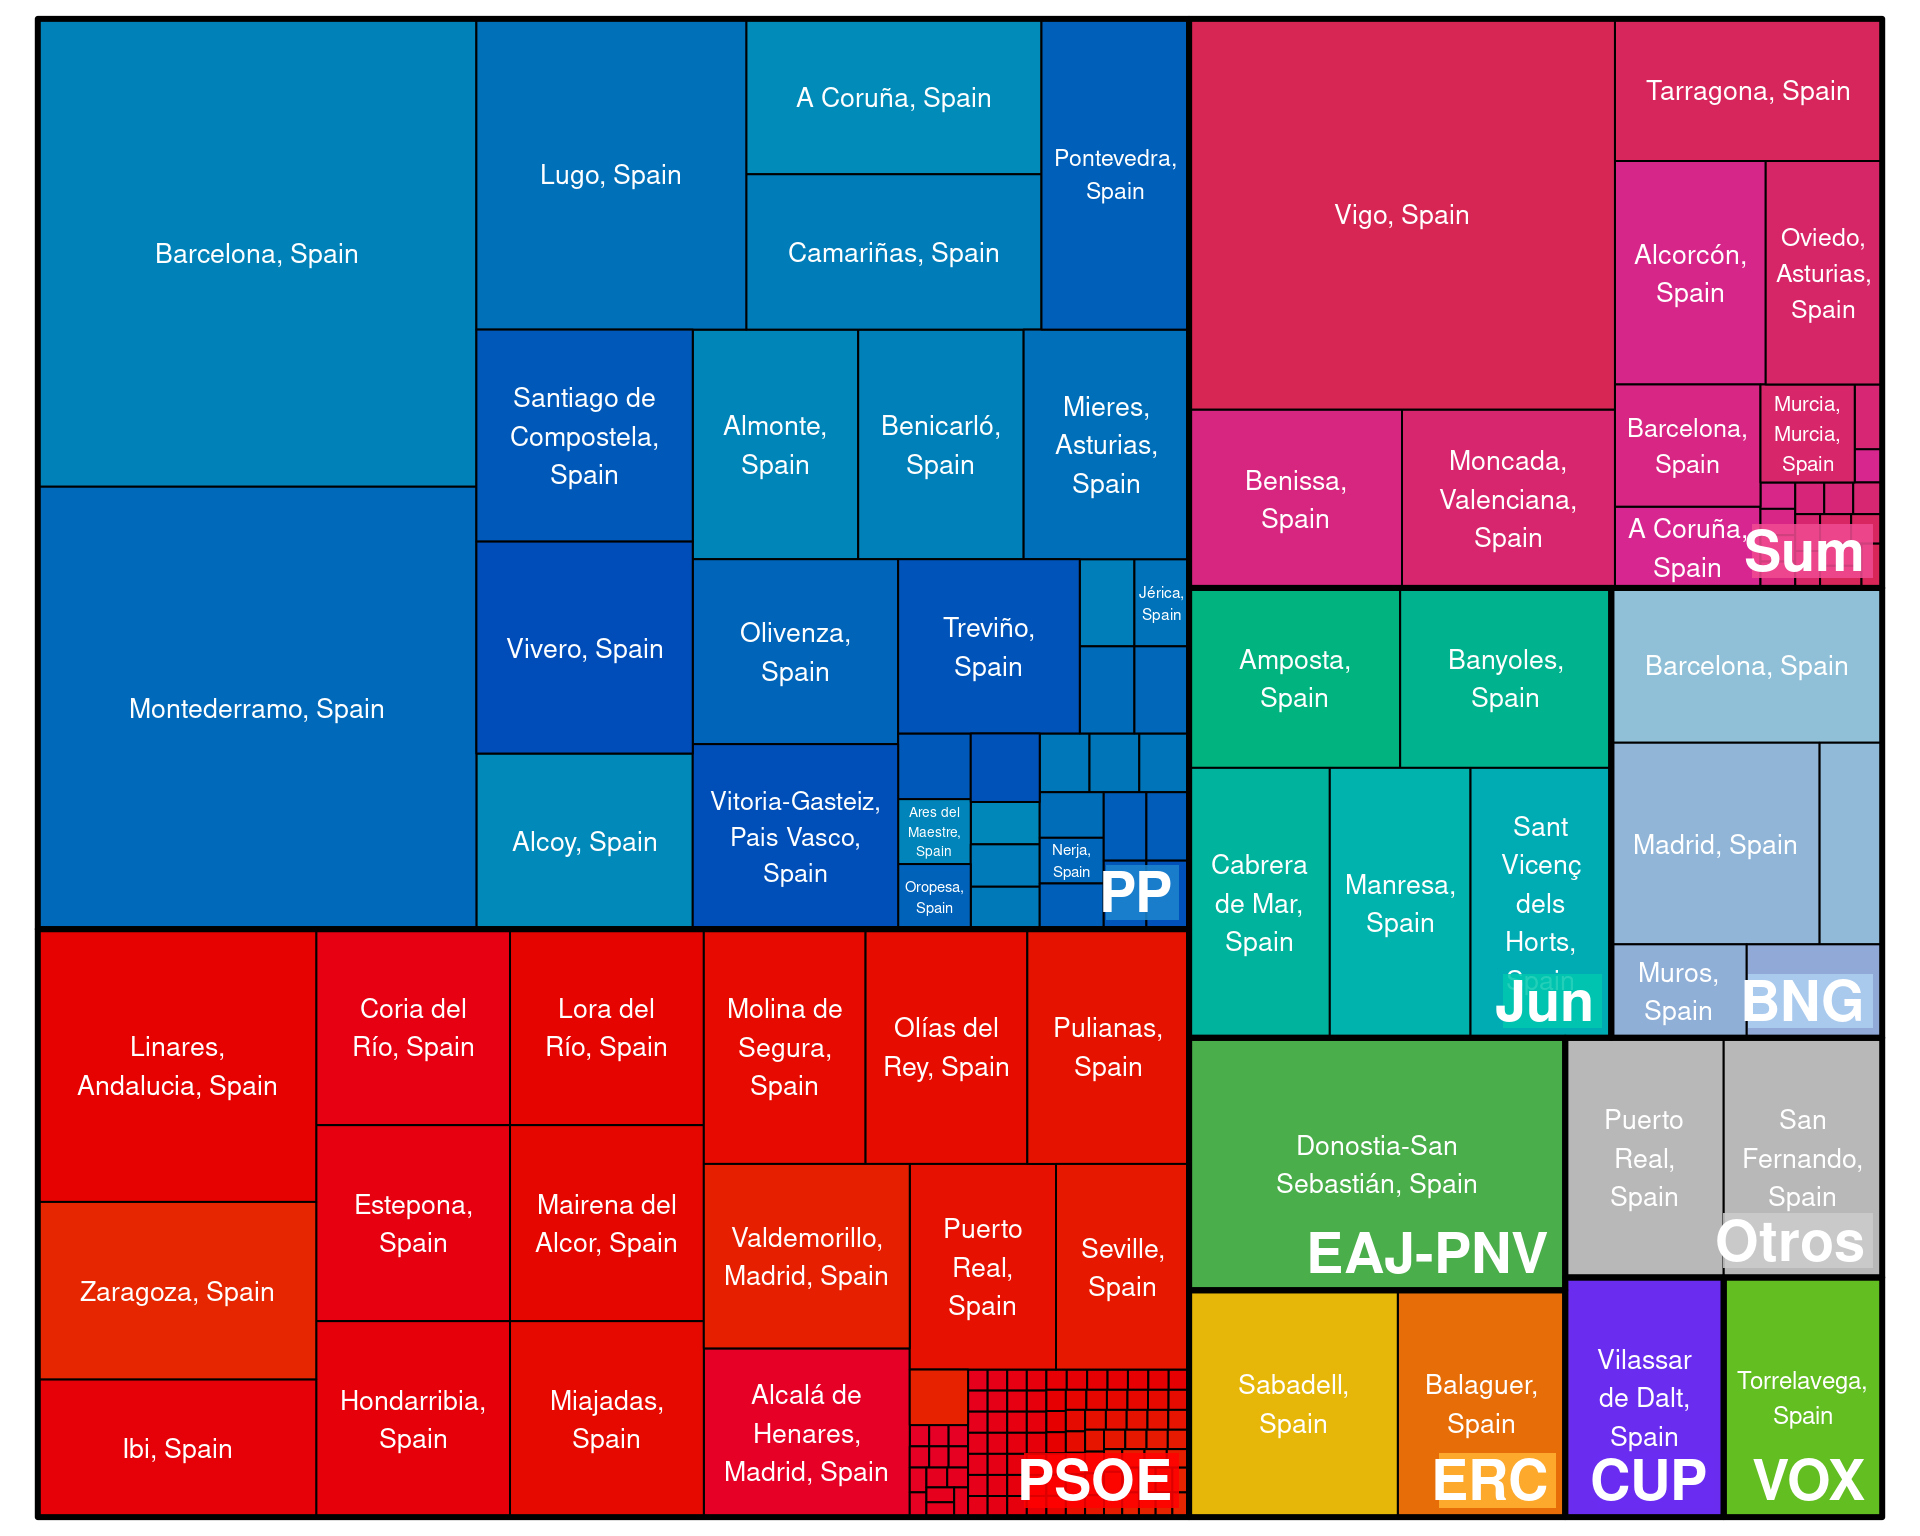 Barcelona, Spain
Montederramo, Spain
Lugo, Spain
A Coruña, Spain
Camariñas, Spain
Pontevedra,
Spain
Santiago de
Compostela,
Spain
Vivero, Spain
Alcoy, Spain
Almonte,
Spain
Benicarló,
Spain
Mieres,
Asturias,
Spain
Olivenza,
Spain
Vitoria-Gasteiz,
Pais Vasco,
Spain
Treviño,
Spain
Jérica,
Spain
Ares del
Maestre,
Spain
Oropesa,
Spain
Nerja,
Spain
PP
Vigo, Spain
Tarragona, Spain
Alcorcón,
Spain
Oviedo,
Asturias,
Spain
Benissa,
Spain
Moncada,
Valenciana,
Spain
Barcelona,
Spain
Murcia,
Murcia,
Spain
A Coruña,
Spain
Sum
Amposta,
Spain
Banyoles,
Spain
Cabrera
de Mar,
Spain
Manresa,
Spain
Sant
Vicenç
dels
Horts,
Spain
Jun
Barcelona, Spain
Madrid, Spain
Muros,
Spain
BNG
Linares,
Andalucia, Spain
Zaragoza, Spain
Ibi, Spain
Coria del
Río, Spain
Lora del
Río, Spain
Estepona,
Spain
Mairena del
Alcor, Spain
Hondarribia,
Spain
Miajadas,
Spain
Molina de
Segura,
Spain
Olías del
Rey, Spain
Pulianas,
Spain
Valdemorillo,
Madrid, Spain
Puerto
Real,
Spain
Seville,
Spain
Alcalá de
Henares,
Madrid, Spain
PSOE
Donostia-San
Sebastián, Spain
EAJ-PNV
Puerto
Real,
Spain
San
Fernando,
Spain
Otros
Sabadell,
Spain
Balaguer,
Spain
ERC
Vilassar
de Dalt,
Spain
CUP
Torrelavega,
Spain
VOX